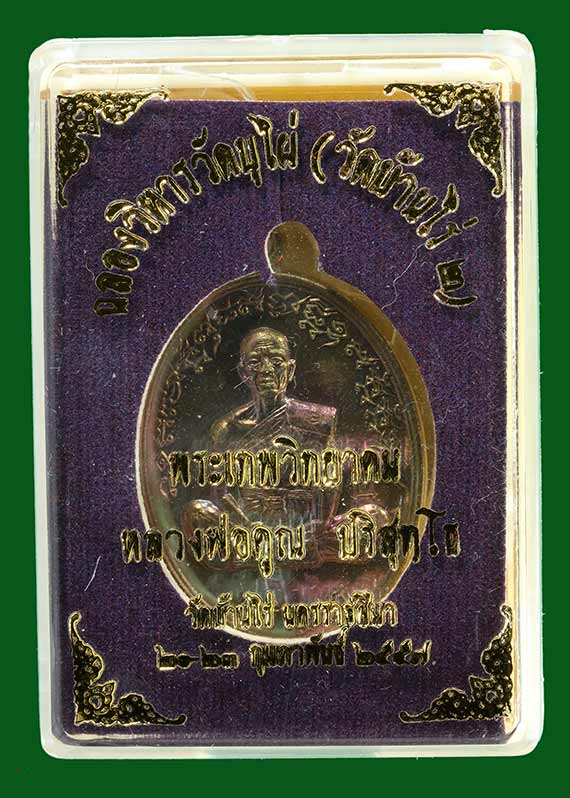 ฉลองวิหารวัดบุไผ่ (วัดบ้านไร่ ๒)
พระเทพวิทยาคม
หลวงพ่อคูณ ปริสุทฺโธ
วัดบ้านไร่ นครราชสีมา
๒๑-๒๓ กุมภาพันธ์ ๒๕๕๗